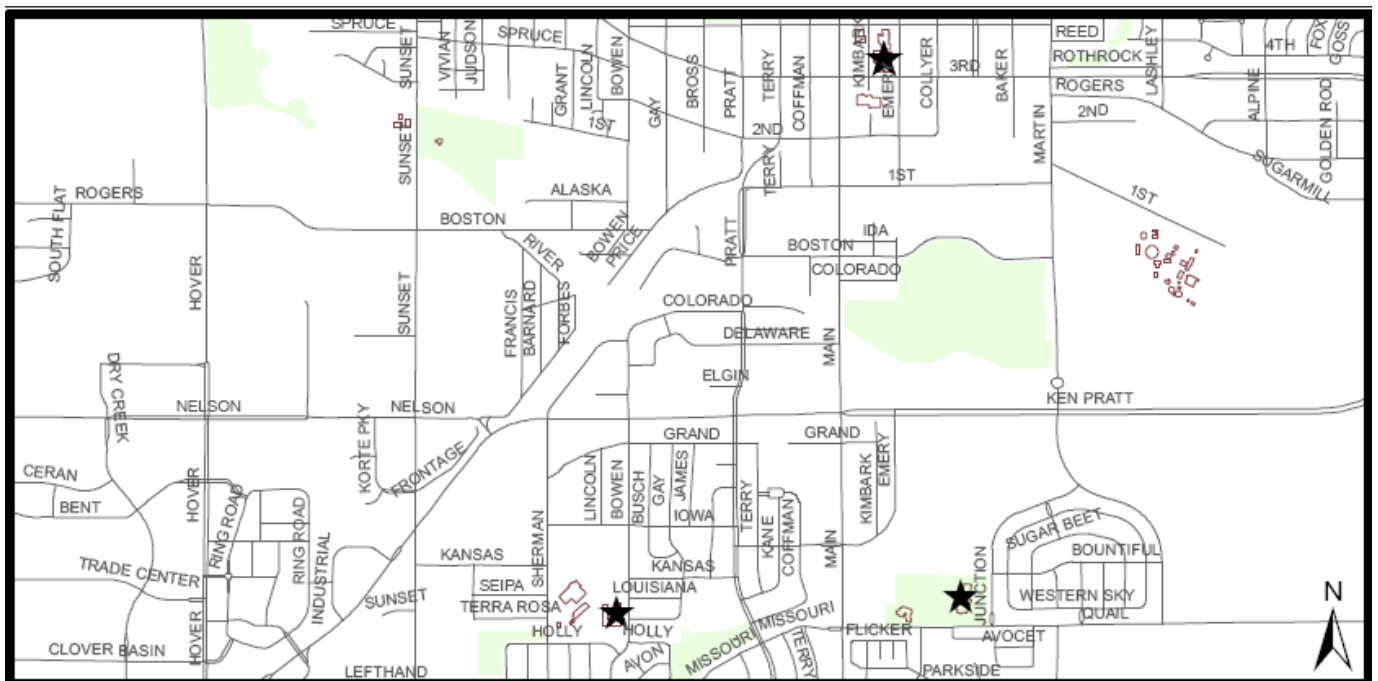 SPRUCE
SUNSET
VIVIAN
JUDSON
SPRUCE
GRANT
LINCOLN
BOWEN
GAY
BROSS
PRATT
TERRY
COFFMAN
KIMBARK
COLLYER
3RD
BAKER
REED
ROTHROCK
ROGERS
LASHLEY
4TH
FOX
GOSS
ALPINE
GOLDEN ROD
2ND
MARTIN
1ST
2ND
SUNSET
TERRY
1ST
SUGARMILL
1ST
SOUTH FLAT
ROGERS
ALASKA
BOSTON
RIVER
BOWEN
PRICE
PRATT
BOSTON
IDA
COLORADO
HOVER
SUNSET
FRANCIS
BARNARD
FORBES
COLORADO
DELAWARE
MAIN
ELGIN
DRY CREEK
NELSON
NELSON
KEN PRATT
KORTE PKY
FRONTAGE
GRAND
GRAND
CERAN
BENT
HOVER
RING ROAD
RING ROAD
INDUSTRIAL
LINCOLN
BOWEN
BUSCH
GAY
JAMES
IOWA
TERRY
KANE
COFFMAN
MAIN
KIMBARK
EMERY
SUGAR BEET
BOUNTIFUL
KANSAS
SHERMAN
KANSAS
TRADE CENTER
SEIPA
LOUISIANA
WESTERN SKY
SUNSET
TERRA ROSA
JUNCTION
QUAIL
HOLLY
HOLLY
MISSOURI
MISSOURI
FLICKER
AVOCET
HOVER
CLOVER BASIN
LEFTHAND
AVON
TERRY
PARKSIDE
N